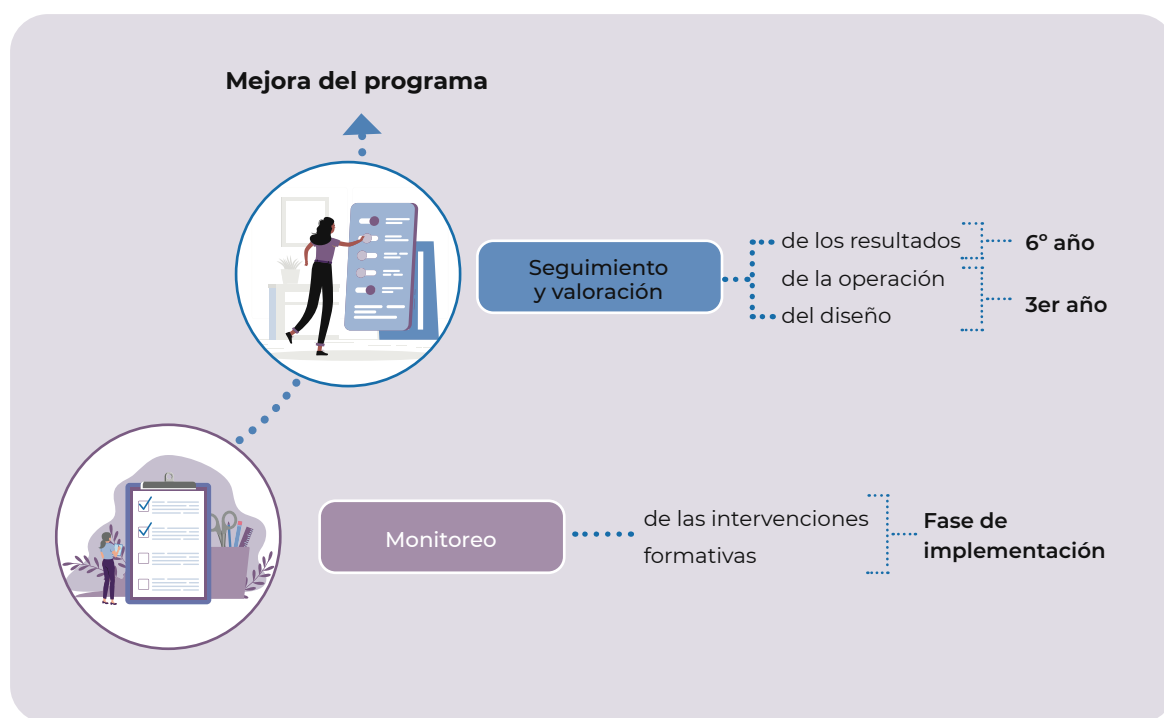 Mejora del programa
Seguimiento
y valoración
de los resultados
de la operación
del diseño
6º año
3er año
Monitoreo
de las intervenciones
formativas
Fase de
implementación